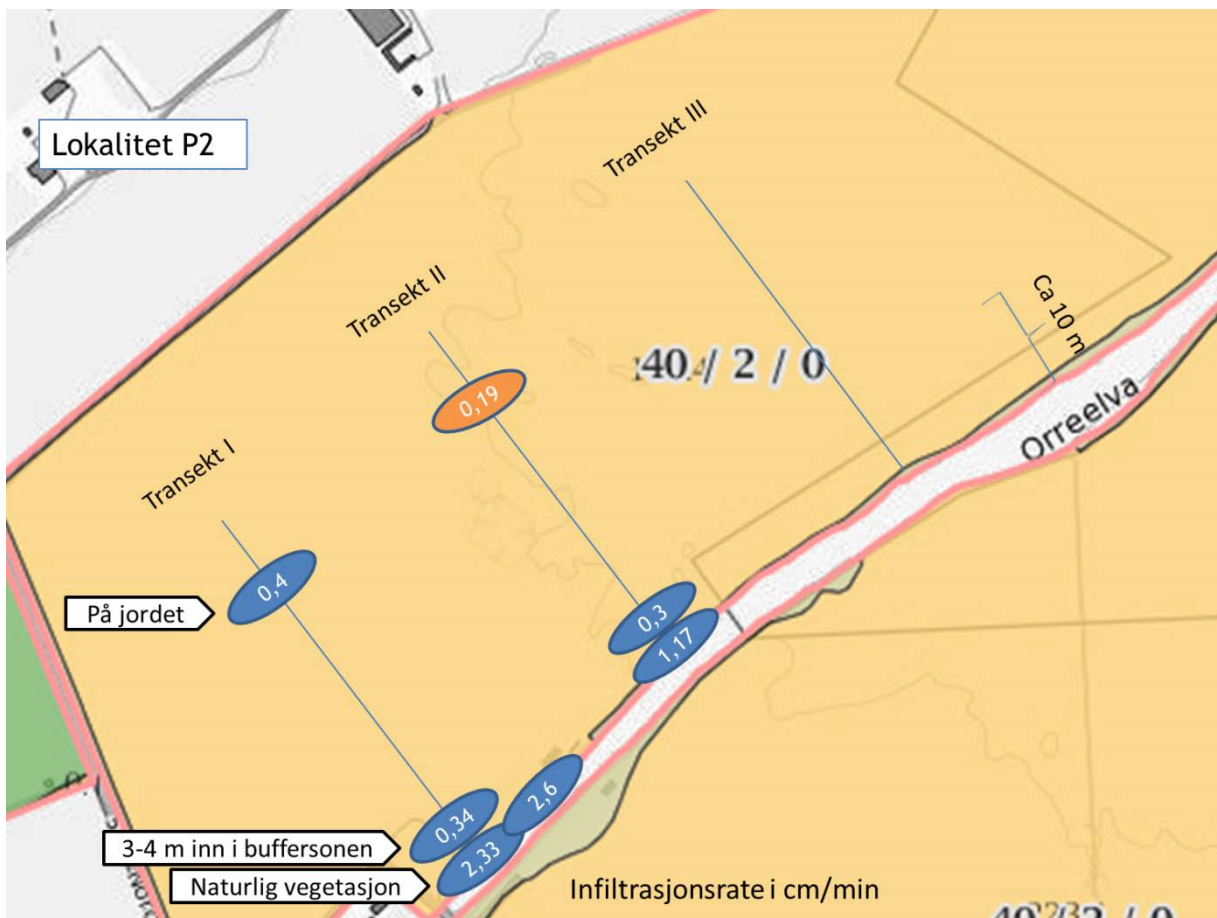 Lokalitet P2
Transekt III
Transekt II
Transekt I
Ca 10 m
40 / 2 / 0
Orreelva
0,19
0,4
På jordet
0,3
1,17
2,6
0,34
2,33
3-4 m inn i buffersonen
Naturlig vegetasjon
Infiltrasjonsrate i cm/min